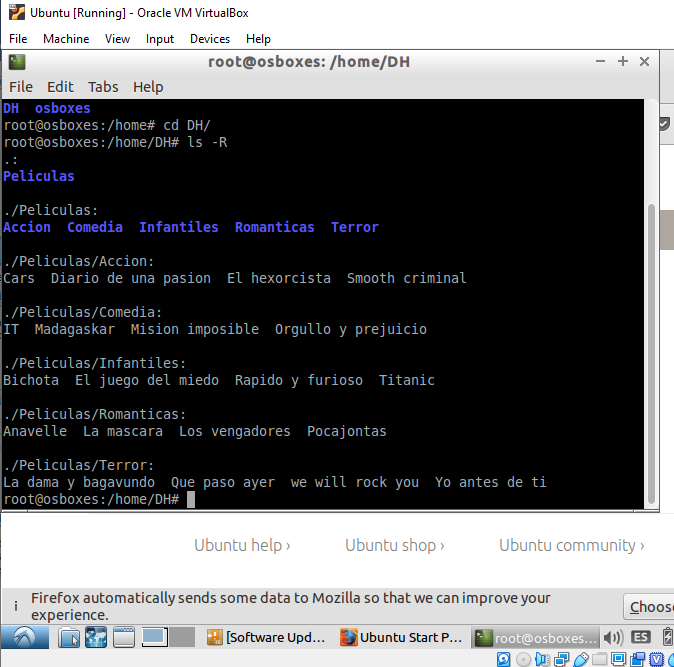 Ubuntu [Running] - Oracle VM VirtualBox
File Machine View Input Devices Help
root@osboxes: /home/DH
File Edit Tabs Help
DH osboxes
root@osboxes:/home# cd DH/
root@osboxes:/home/DH# ls -R
.:
Peliculas
./Peliculas:
Accion Comedia Infantiles Romanticas Terror
./Peliculas/Accion:
Cars Diario de una pasion El hexorcista Smooth criminal
./Peliculas/Comedia:
IT Madagaskar Mision imposible Orgullo y prejuicio
./Peliculas/Infantiles:
Bichota El juego del miedo Rapido y furioso Titanic
./Peliculas/Romanticas:
Anavelle La mascara Los vengadores Pocajontas
./Peliculas/Terror:
La dama y bagavundo Que paso ayer we will rock you Yo antes de ti
root@osboxes:/home/DH#
Ubuntu help › Ubuntu shop › Ubuntu community ›
i Firefox automatically sends some data to Mozilla so that we can improve your
experience.
Choos
[Software Upd... Ubuntu Start P... root@osboxes... ES